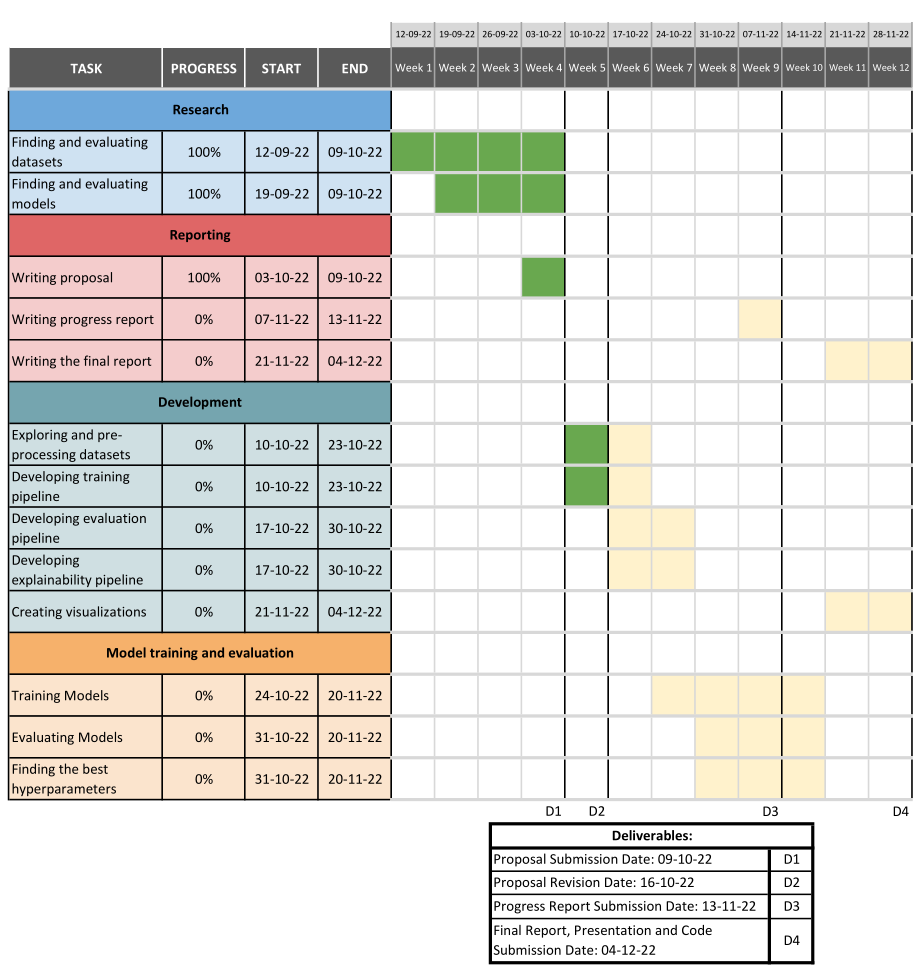 12-09-22 19-09-22 26-09-22 03-10-22 10-10-22 17-10-22 24-10-22 31-10-22 07-11-22 14-11-22 21-11-22 28-11-22
TASK PROGRESS START END Week 1 Week 2 Week 3 Week 4 Week 5 Week 6 Week 7 Week 8 Week 9 Week 10 Week 11 Week 12
Research
Finding and evaluating
datasets 100% 12-09-22 09-10-22
Finding and evaluating
models 100% 19-09-22 09-10-22
Reporting
Writing proposal 100% 03-10-22 09-10-22
Writing progress report 0% 07-11-22 13-11-22
Writing the final report 0% 21-11-22 04-12-22
Development
Exploring and pre-
processing datasets 0% 10-10-22 23-10-22
Developing training
pipeline 0% 10-10-22 23-10-22
Developing evaluation
pipeline 0% 17-10-22 30-10-22
Developing
explainability pipeline 0% 17-10-22 30-10-22
Creating visualizations 0% 21-11-22 04-12-22
Model training and evaluation
Training Models 0% 24-10-22 20-11-22
Evaluating Models 0% 31-10-22 20-11-22
Finding the best
hyperparameters 0% 31-10-22 20-11-22
D1 D2 D3 D4
Deliverables:
Proposal Submission Date: 09-10-22 D1
Proposal Revision Date: 16-10-22 D2
Progress Report Submission Date: 13-11-22 D3
Final Report, Presentation and Code
Submission Date: 04-12-22 D4